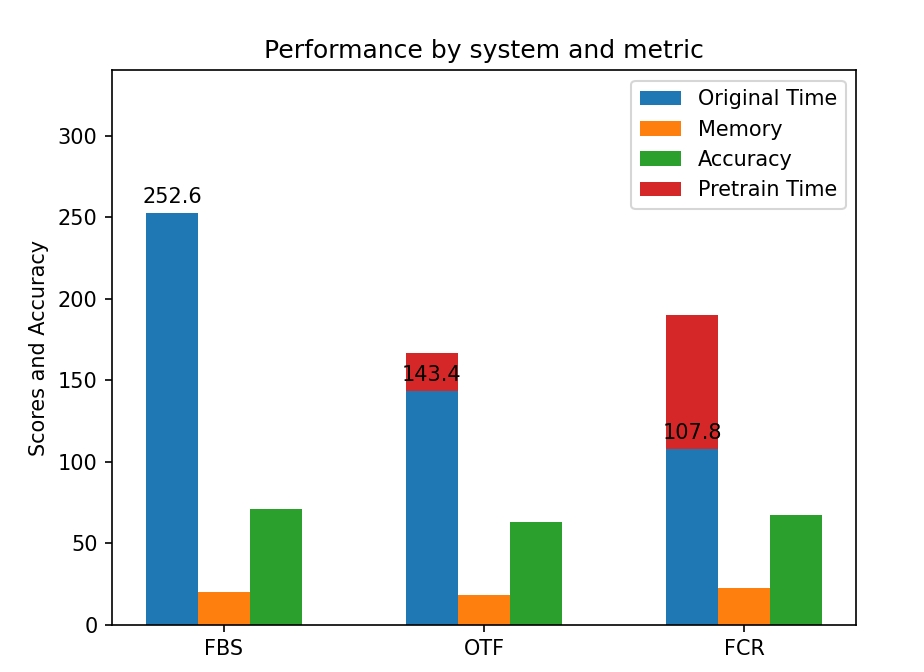 Performance by system and metric
Scores and Accuracy
300
250
200
150
100
50
0
252.6
143.4
107.8
Original Time
Memory
Accuracy
Pretrain Time
FBS
OTF
FCR